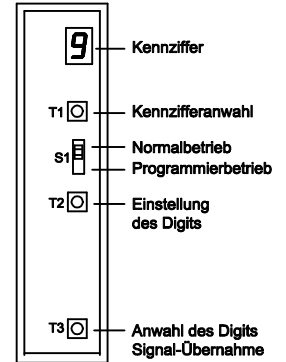 9 Kennziffer
T1 Kennzifferanwahl
Normalbetrieb
S1
Programmierbetrieb
T2 Einstellung
des Digits
T3 Anwahl des Digits
Signal-Übernahme